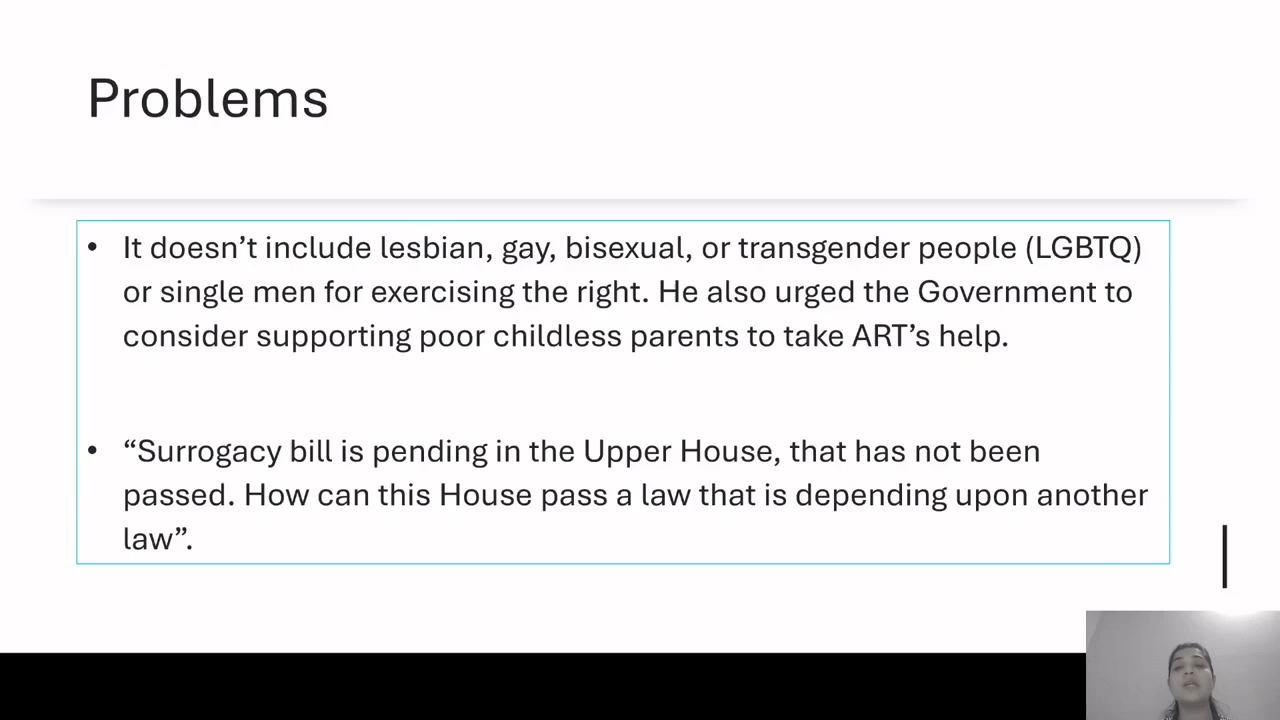 Problems
• It doesn’t include lesbian, gay, bisexual, or transgender people (LGBTQ)
or single men for exercising the right. He also urged the Government to
consider supporting poor childless parents to take ART’s help.
• “Surrogacy bill is pending in the Upper House, that has not been
passed. How can this House pass a law that is depending upon another
law”.